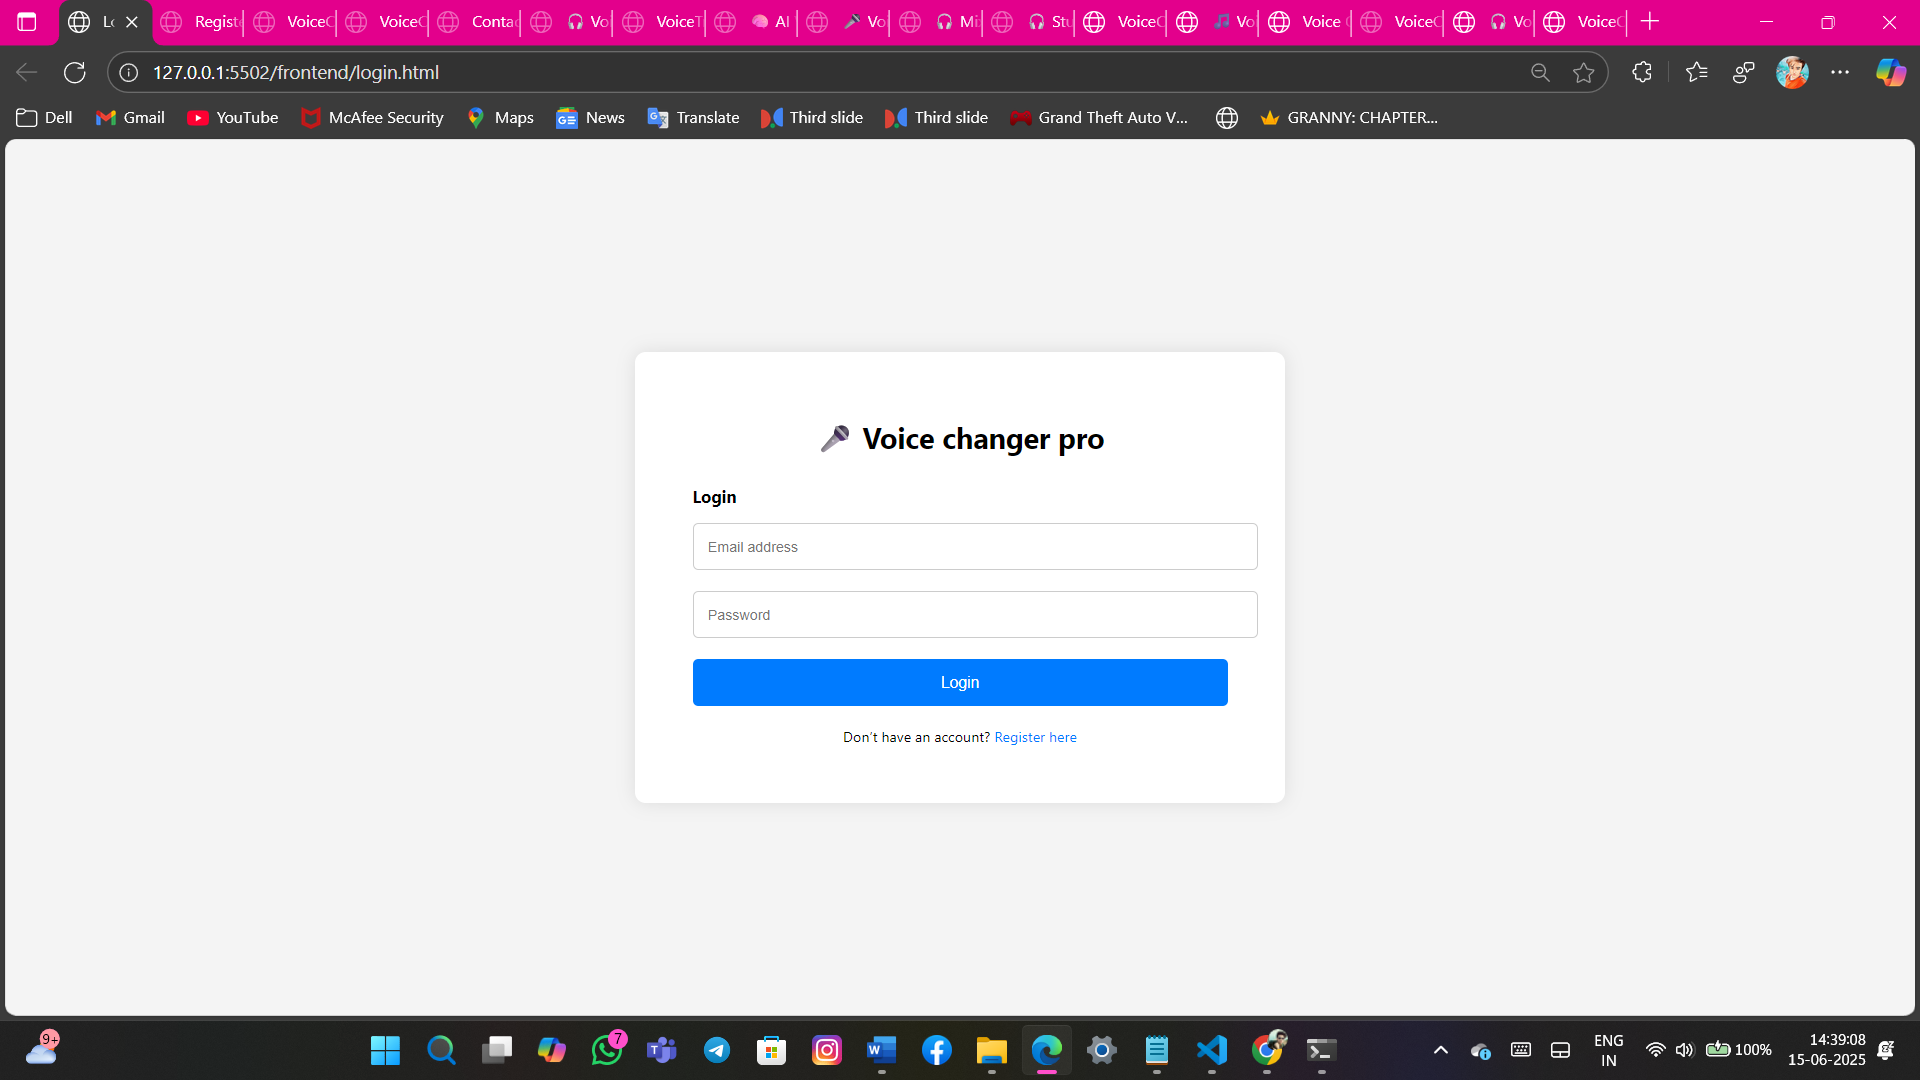 Lo
Registe
VoiceC
VoiceC
Contac
Vo
VoiceT
AI
Vo
Mi
Stu
VoiceC
Vo
Voice
VoiceC
Vo
VoiceC
127.0.0.1:5502/frontend/login.html
Dell
Gmail
YouTube
McAfee Security
Maps
News
Translate
Third slide
Third slide
Grand Theft Auto V...
GRANNY: CHAPTER...
Voice changer pro
Login
Email address
Password
Login
Don't have an account? Register here
9+
7
ENG
IN
100%
14:39:08
15-06-2025